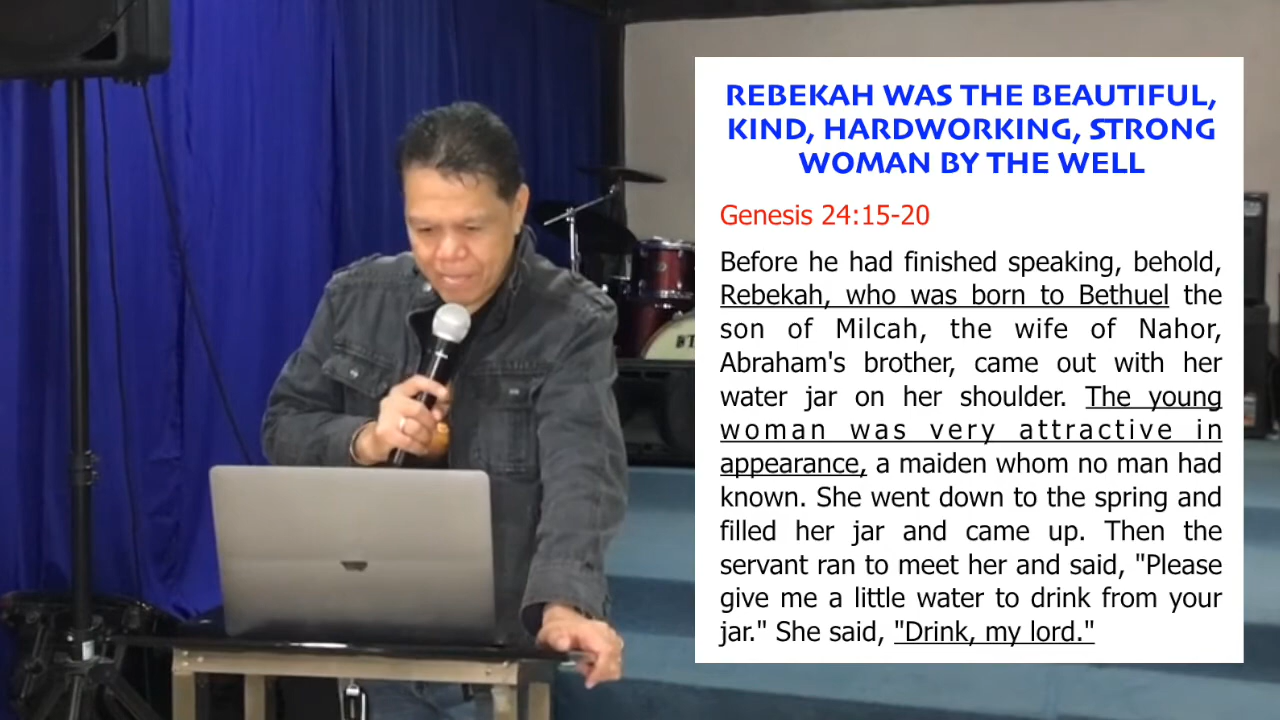 REBEKAH WAS THE BEAUTIFUL,
KIND, HARDWORKING, STRONG
WOMAN BY THE WELL
Genesis 24:15-20
Before he had finished speaking, behold,
Rebekah, who was born to Bethuel the
son of Milcah, the wife of Nahor,
Abraham's brother, came out with her
water jar on her shoulder. The young
woman was very attractive in
appearance, a maiden whom no man had
known. She went down to the spring and
filled her jar and came up. Then the
servant ran to meet her and said, "Please
give me a little water to drink from your
jar." She said, "Drink, my lord."